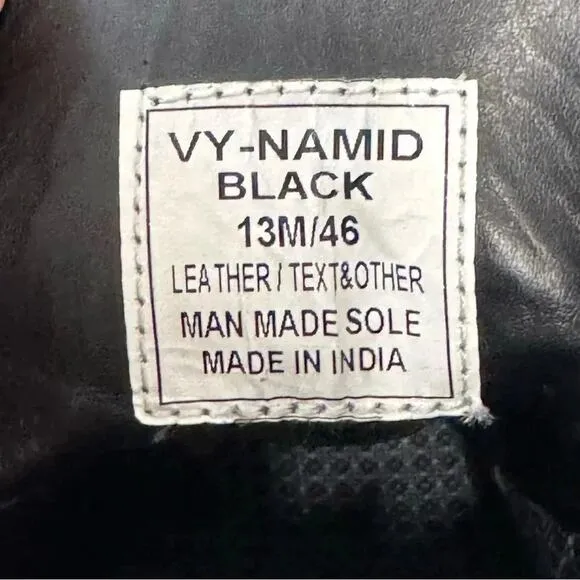 VY-NAMID
BLACK
13M/46
LEATHER/TEXT&OTHER
MAN MADE SOLE
MADE IN INDIA